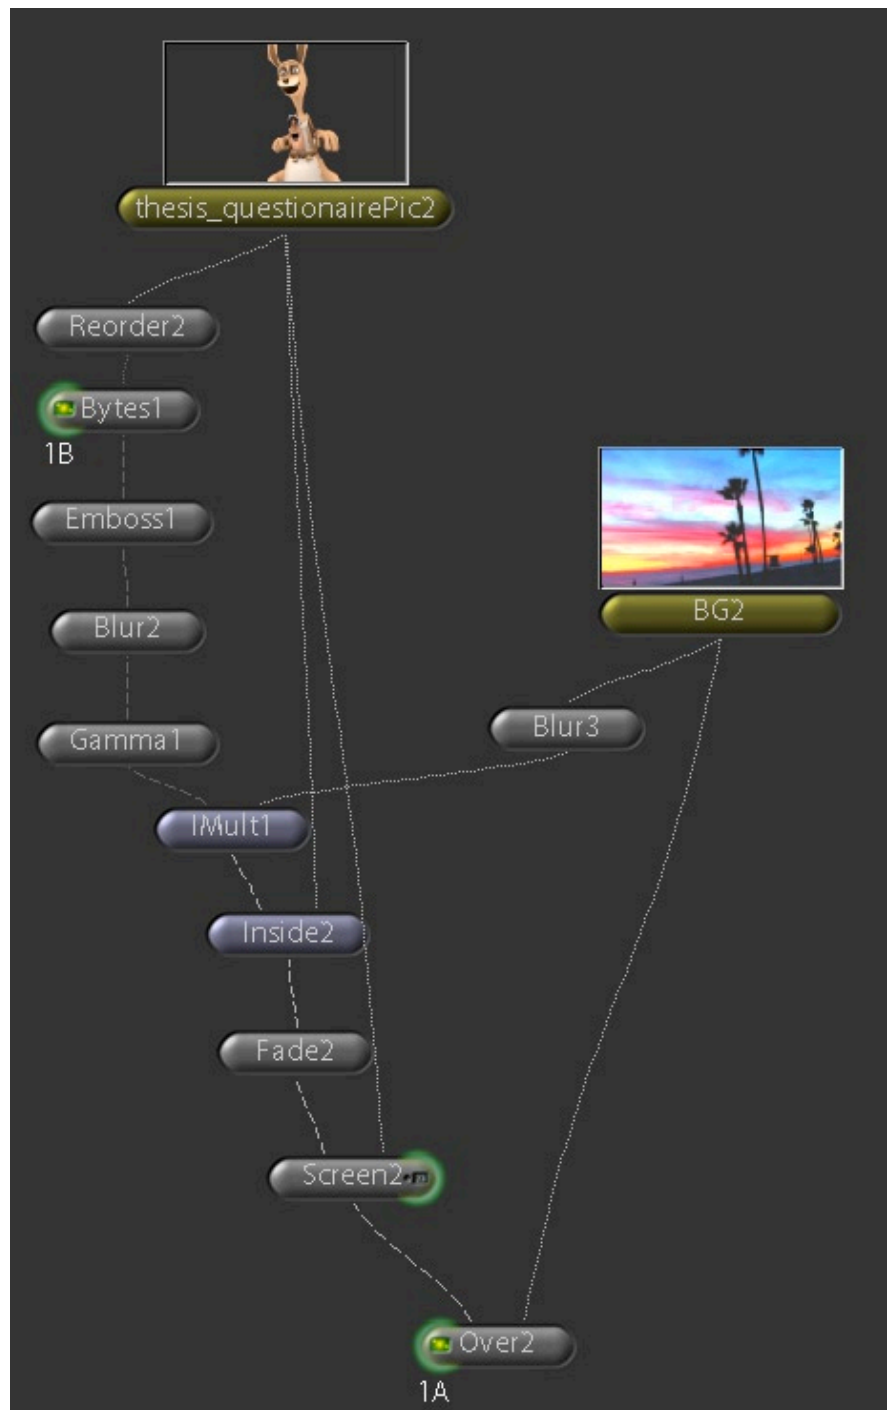 thesis_questionairePic2
Reorder2
Bytes1
1B
Emboss1
BG2
Blur2
Blur3
Gamma1
IMult1
Inside2
Fade2
Screen2
Over2
1A